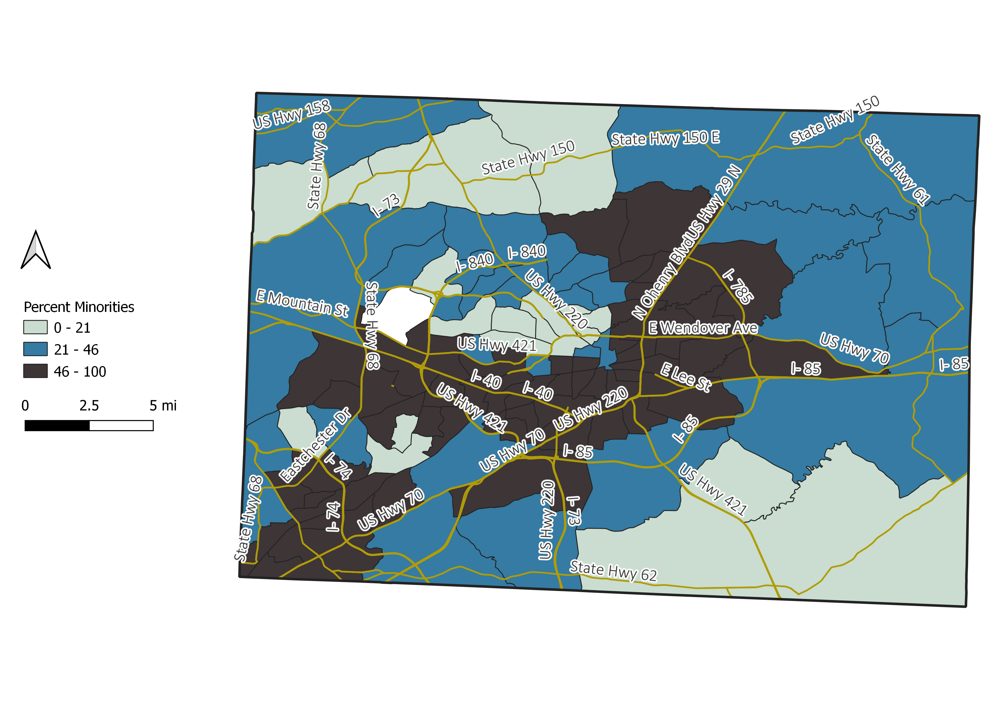 US Hwy 158
State Hwy 68
State Hwy 150
State Hwy 150 E
State Hwy 150
State Hwy 61
I- 73
US Hwy 29 N
N Ohenry Blvd
I- 840
I- 840
US Hwy 220
I- 785
E Mountain St
State Hwy 68
E Wendover Ave
US Hwy 421
US Hwy 70
I- 85
I- 85
I- 40
I- 40
E Lee St
US Hwy 421
US Hwy 220
Eastchester Dr
I- 85
US Hwy 70
I- 85
I- 74
State Hwy 68
US Hwy 421
US Hwy 70
I- 74
US Hwy 220
I- 73
State Hwy 62
Percent Minorities
0 - 21
21 - 46
46 - 100
0 2.5 5 mi